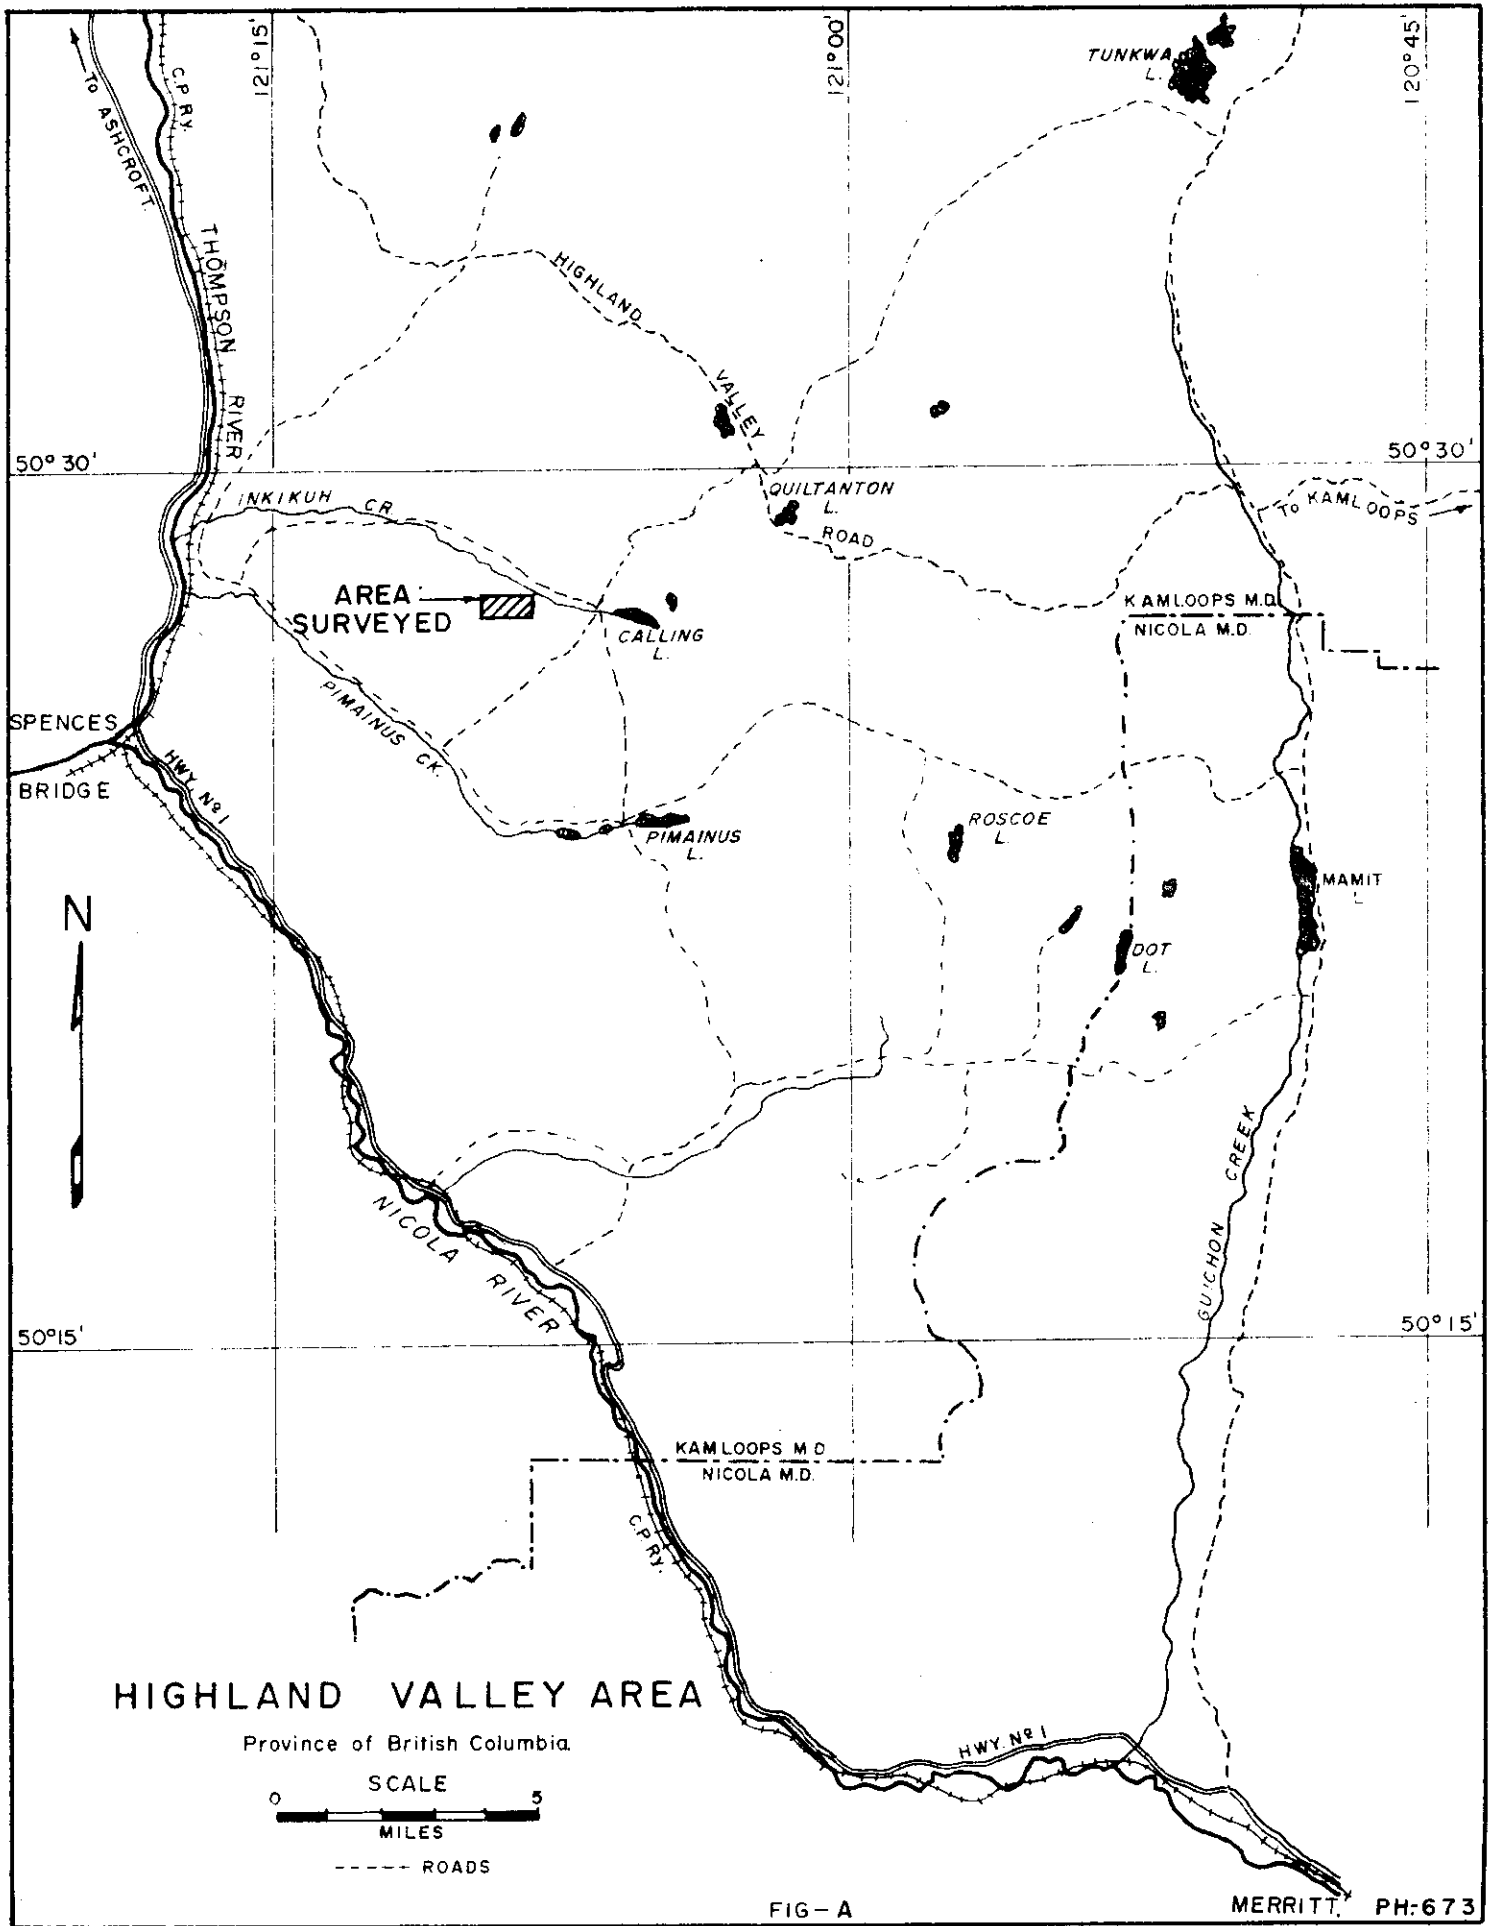 121°15'
121°00'
120°45'
TUNKWA
L.
To ASHCROFT.
C.P. RY.
THOMPSON RIVER
HIGHLAND VALLEY ROAD
50°30'
50°30'
INKIKUH CR.
QUILTANTON
L.
To KAMLOOPS
AREA
SURVEYED
CALLING
L.
KAMLOOPS M.D.
NICOLA M.D.
PIMAINUS CK.
SPENCES
BRIDGE
HWY. Nº 1
PIMAINUS
L.
ROSCOE
L.
MAMIT
L
N
DOT
L.
GUICHON CREEK
NICOLA RIVER
50°15'
50°15'
KAMLOOPS M D
NICOLA M.D.
C.P. RY.
HIGHLAND VALLEY AREA
Province of British Columbia.
SCALE
0 5
MILES
ROADS
HWY. Nº 1
FIG-A
MERRITT.
PH-673